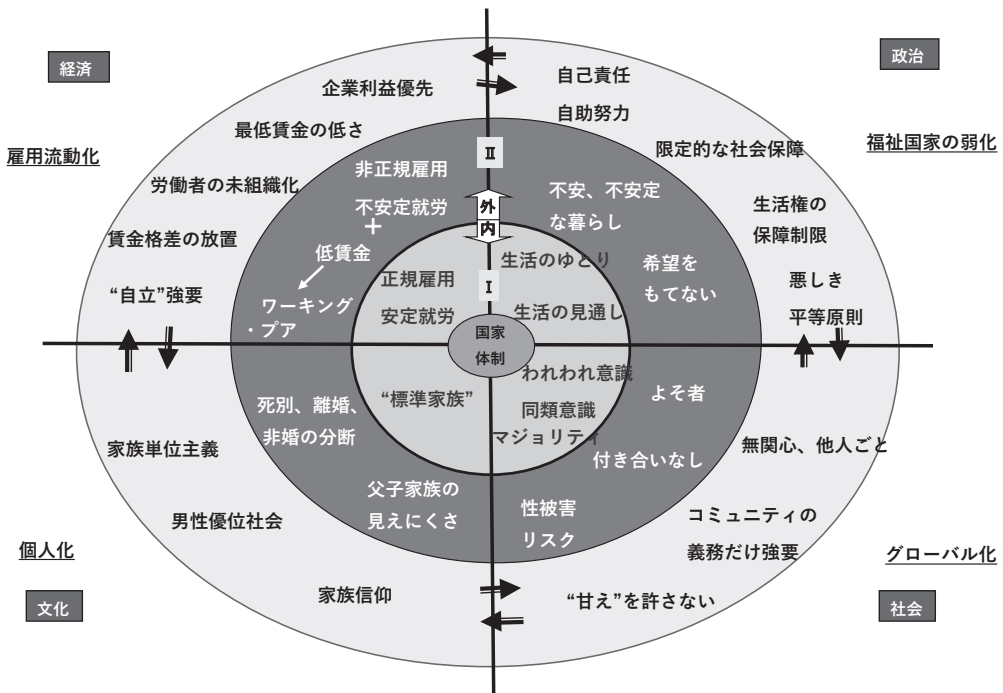 経済
雇用流動化
企業利益優先
最低賃金の低さ
労働者の未組織化
賃金格差の放置
“自立”強要
非正規雇用
不安定就労
+
低賃金
ワーキング
・プア
正規雇用
安定就労
Ⅱ
外
内
Ⅰ
国家
体制
政治
福祉国家の弱化
自己責任
自助努力
限定的な社会保障
生活権の
保障制限
悪しき
平等原則
不安、不安定
な暮らし
希望を
もてない
生活のゆとり
生活の見通し
“標準家族”
死別、離婚、
非婚の分断
父子家族の
見えにくさ
家族単位主義
男性優位社会
家族信仰
個人化
文化
われわれ意識
同類意識
マジョリティ
よそ者
付き合いなし
性被害
リスク
無関心、他人ごと
コミュニティの
義務だけ強要
“甘え”を許さない
グローバル化
社会